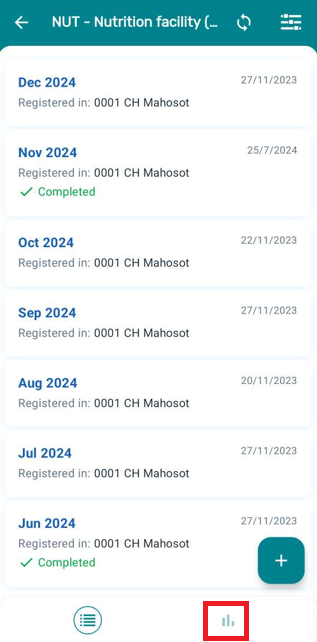 NUT - Nutrition facility (...
Dec 2024
27/11/2023
Registered in: 0001 CH Mahosot
Nov 2024
25/7/2024
Registered in: 0001 CH Mahosot
Completed
Oct 2024
22/11/2023
Registered in: 0001 CH Mahosot
Sep 2024
27/11/2023
Registered in: 0001 CH Mahosot
Aug 2024
20/11/2023
Registered in: 0001 CH Mahosot
Jul 2024
27/11/2023
Registered in: 0001 CH Mahosot
Jun 2024
27/11/2023
Registered in: 0001 CH Mahosot
Completed